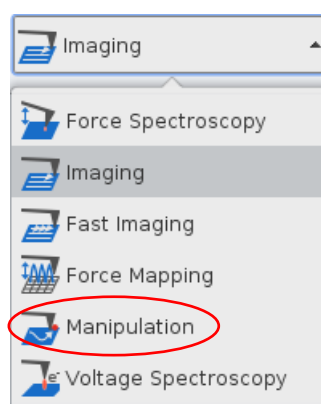 Imaging
Force Spectroscopy
Imaging
Fast Imaging
Force Mapping
Manipulation
e⁻ Voltage Spectroscopy